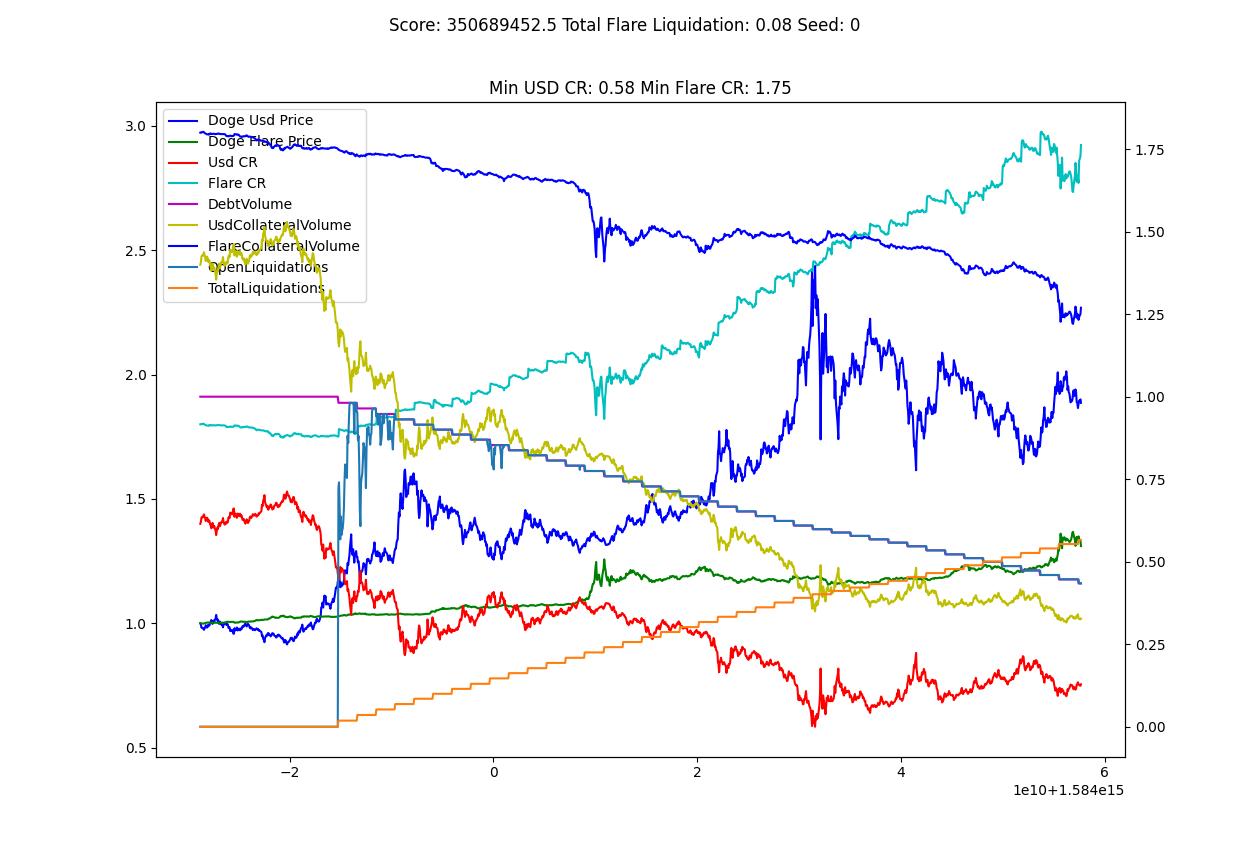 Score: 350689452.5 Total Flare Liquidation: 0.08 Seed: 0
Min USD CR: 0.58 Min Flare CR: 1.75
Doge Usd Price
Doge Flare Price
Usd CR
Flare CR
DebtVolume
UsdCollateralVolume
FlareCollateralVolume
OpenLiquidations
TotalLiquidations
3.0
2.5
2.0
1.5
1.0
0.5
1.75
1.50
1.25
1.00
0.75
0.50
0.25
0.00
−2
0
2
4
6
1e10+1.584e15